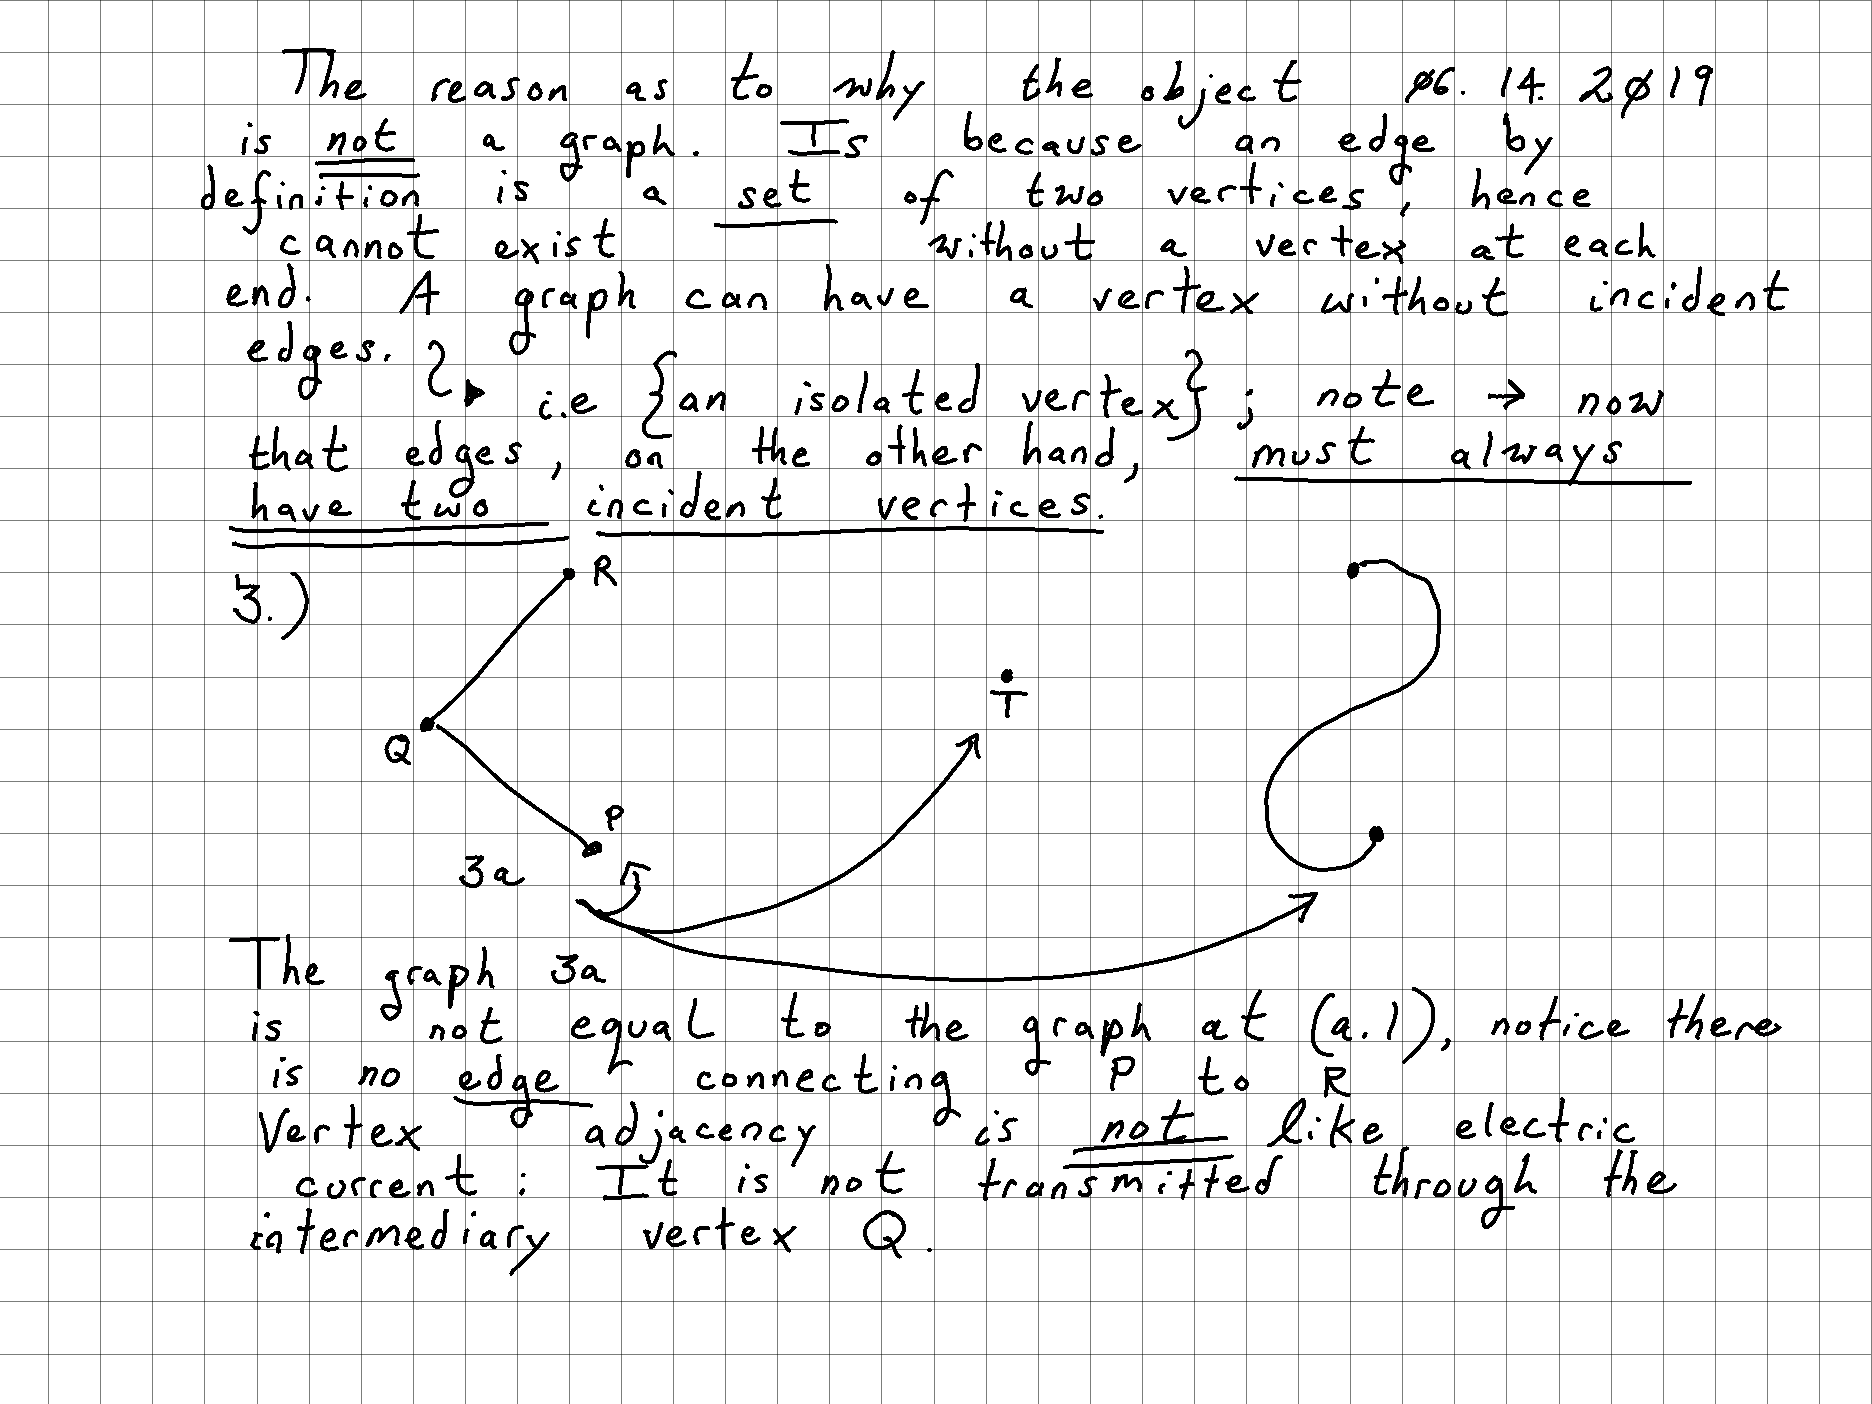 The reason as to why the object ø6. 14. 2ø19
is not a graph. Is because an edge by
definition is a set of two vertices, hence
cannot exist without a vertex at each
end. A graph can have a vertex without incident
edges.
i.e {an isolated vertex} ; note → now
that edges, on the other hand, must always
have two incident vertices.
3.)
R
T
Q
P
3a
The graph 3a
is not equal to the graph at (a.1), notice there
is no edge connecting P to R
Vertex adjacency is not like electric
current : It is not transmitted through the
intermediary vertex Q.